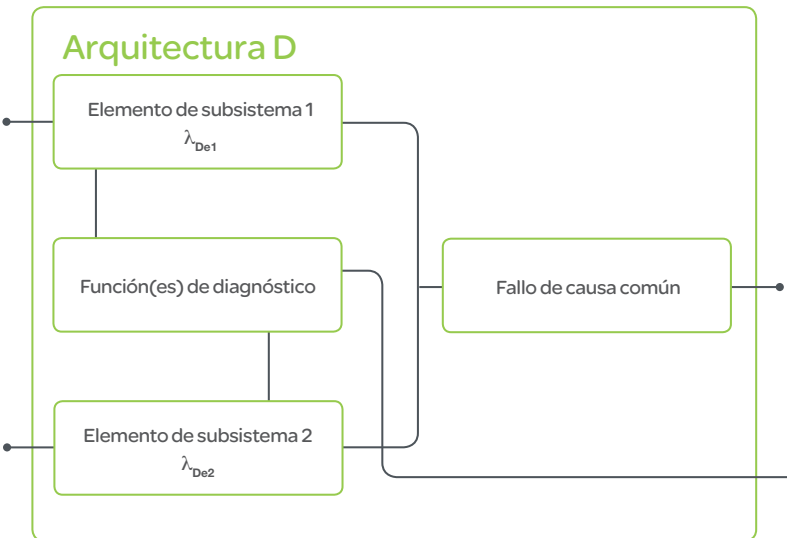 Arquitectura D
Elemento de subsistema 1
λDe1
Función(es) de diagnóstico
Fallo de causa común
Elemento de subsistema 2
λDe2